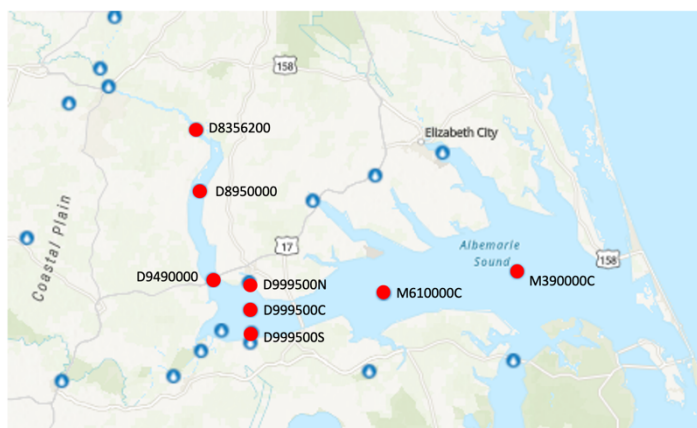 158
D8356200
Elizabeth City
D8950000
Coastal Plain
17
Albemarle
Sound
158
D9490000
D999500N
M390000C
M610000C
D999500C
D999500S